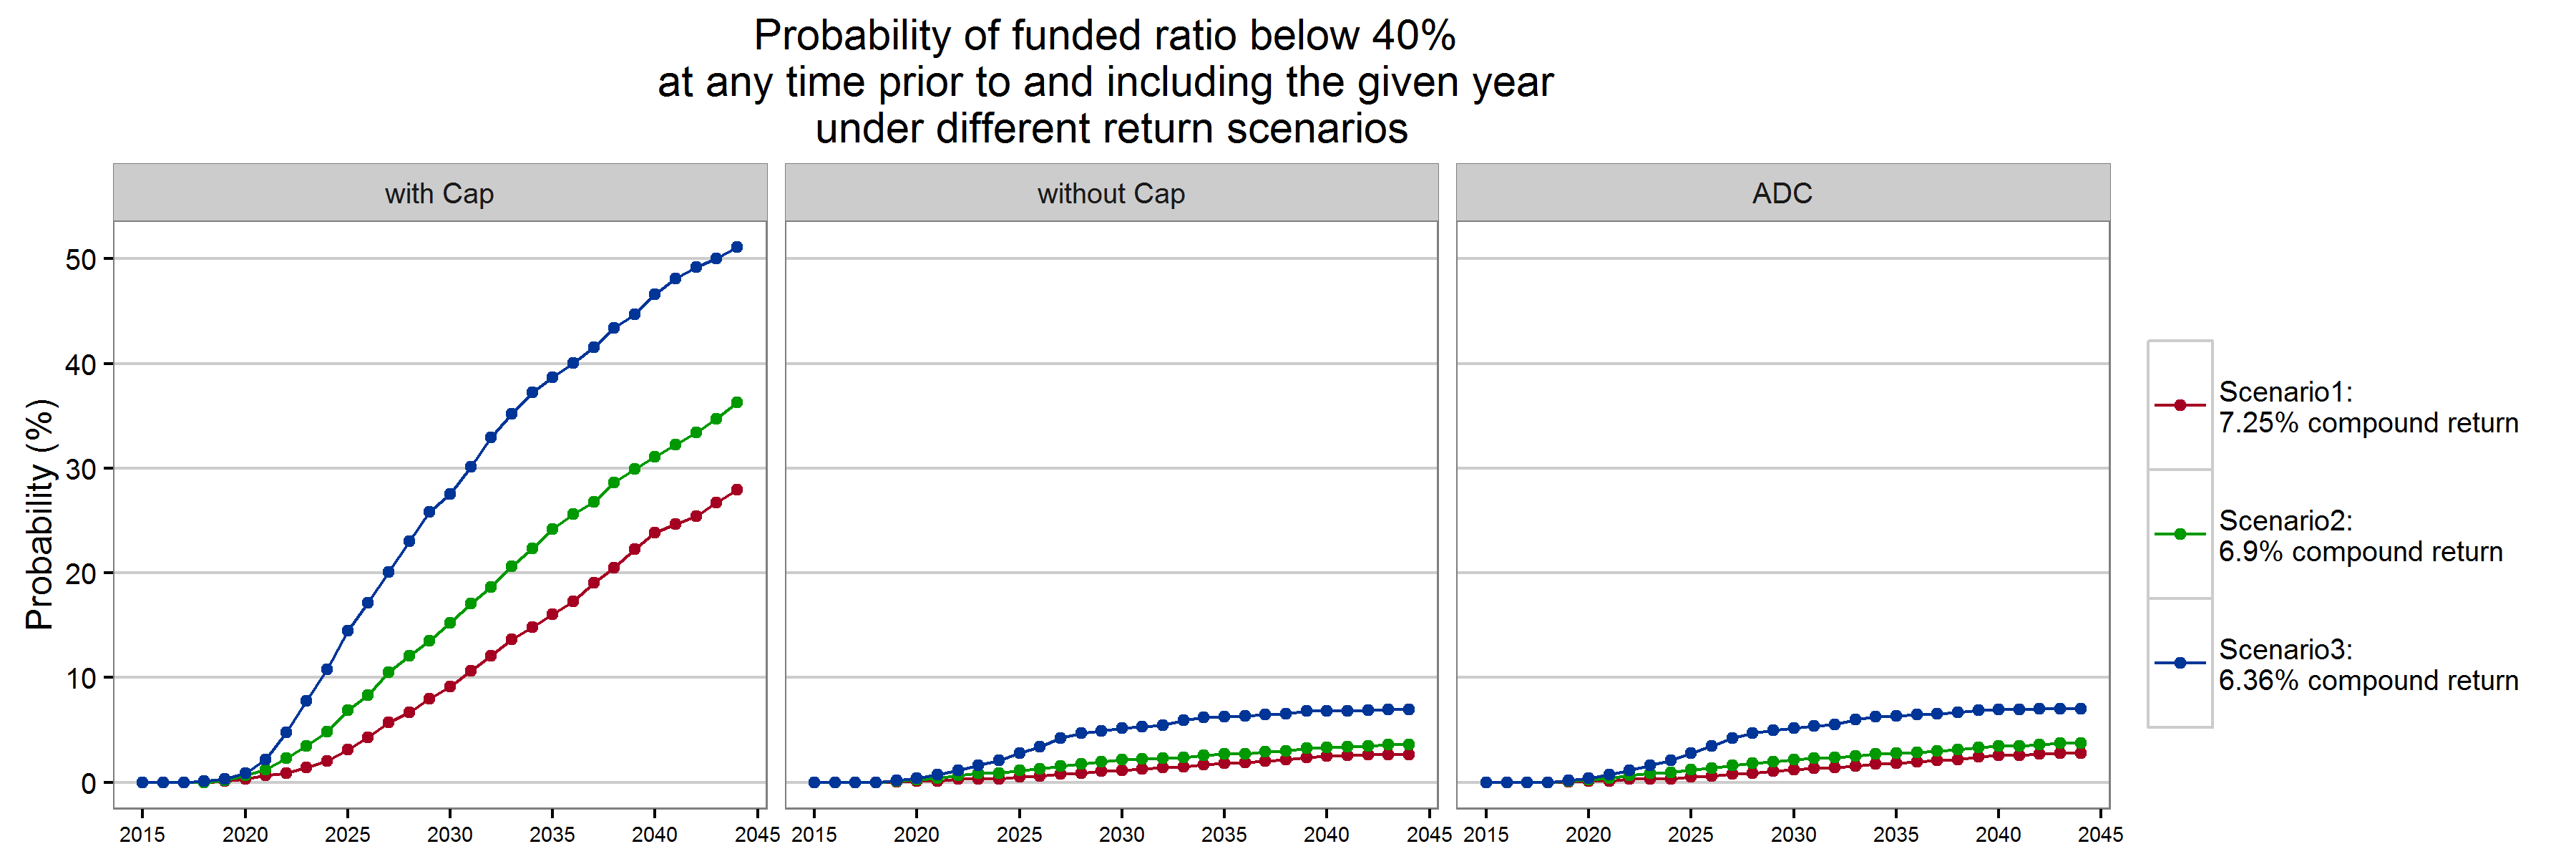 Probability of funded ratio below 40%
at any time prior to and including the given year
under different return scenarios
with Cap
without Cap
ADC
Probability (%)
50
40
30
20
10
0
2015 2020 2025 2030 2035 2040 2045
2015 2020 2025 2030 2035 2040 2045
2015 2020 2025 2030 2035 2040 2045
Scenario1:
7.25% compound return
Scenario2:
6.9% compound return
Scenario3:
6.36% compound return